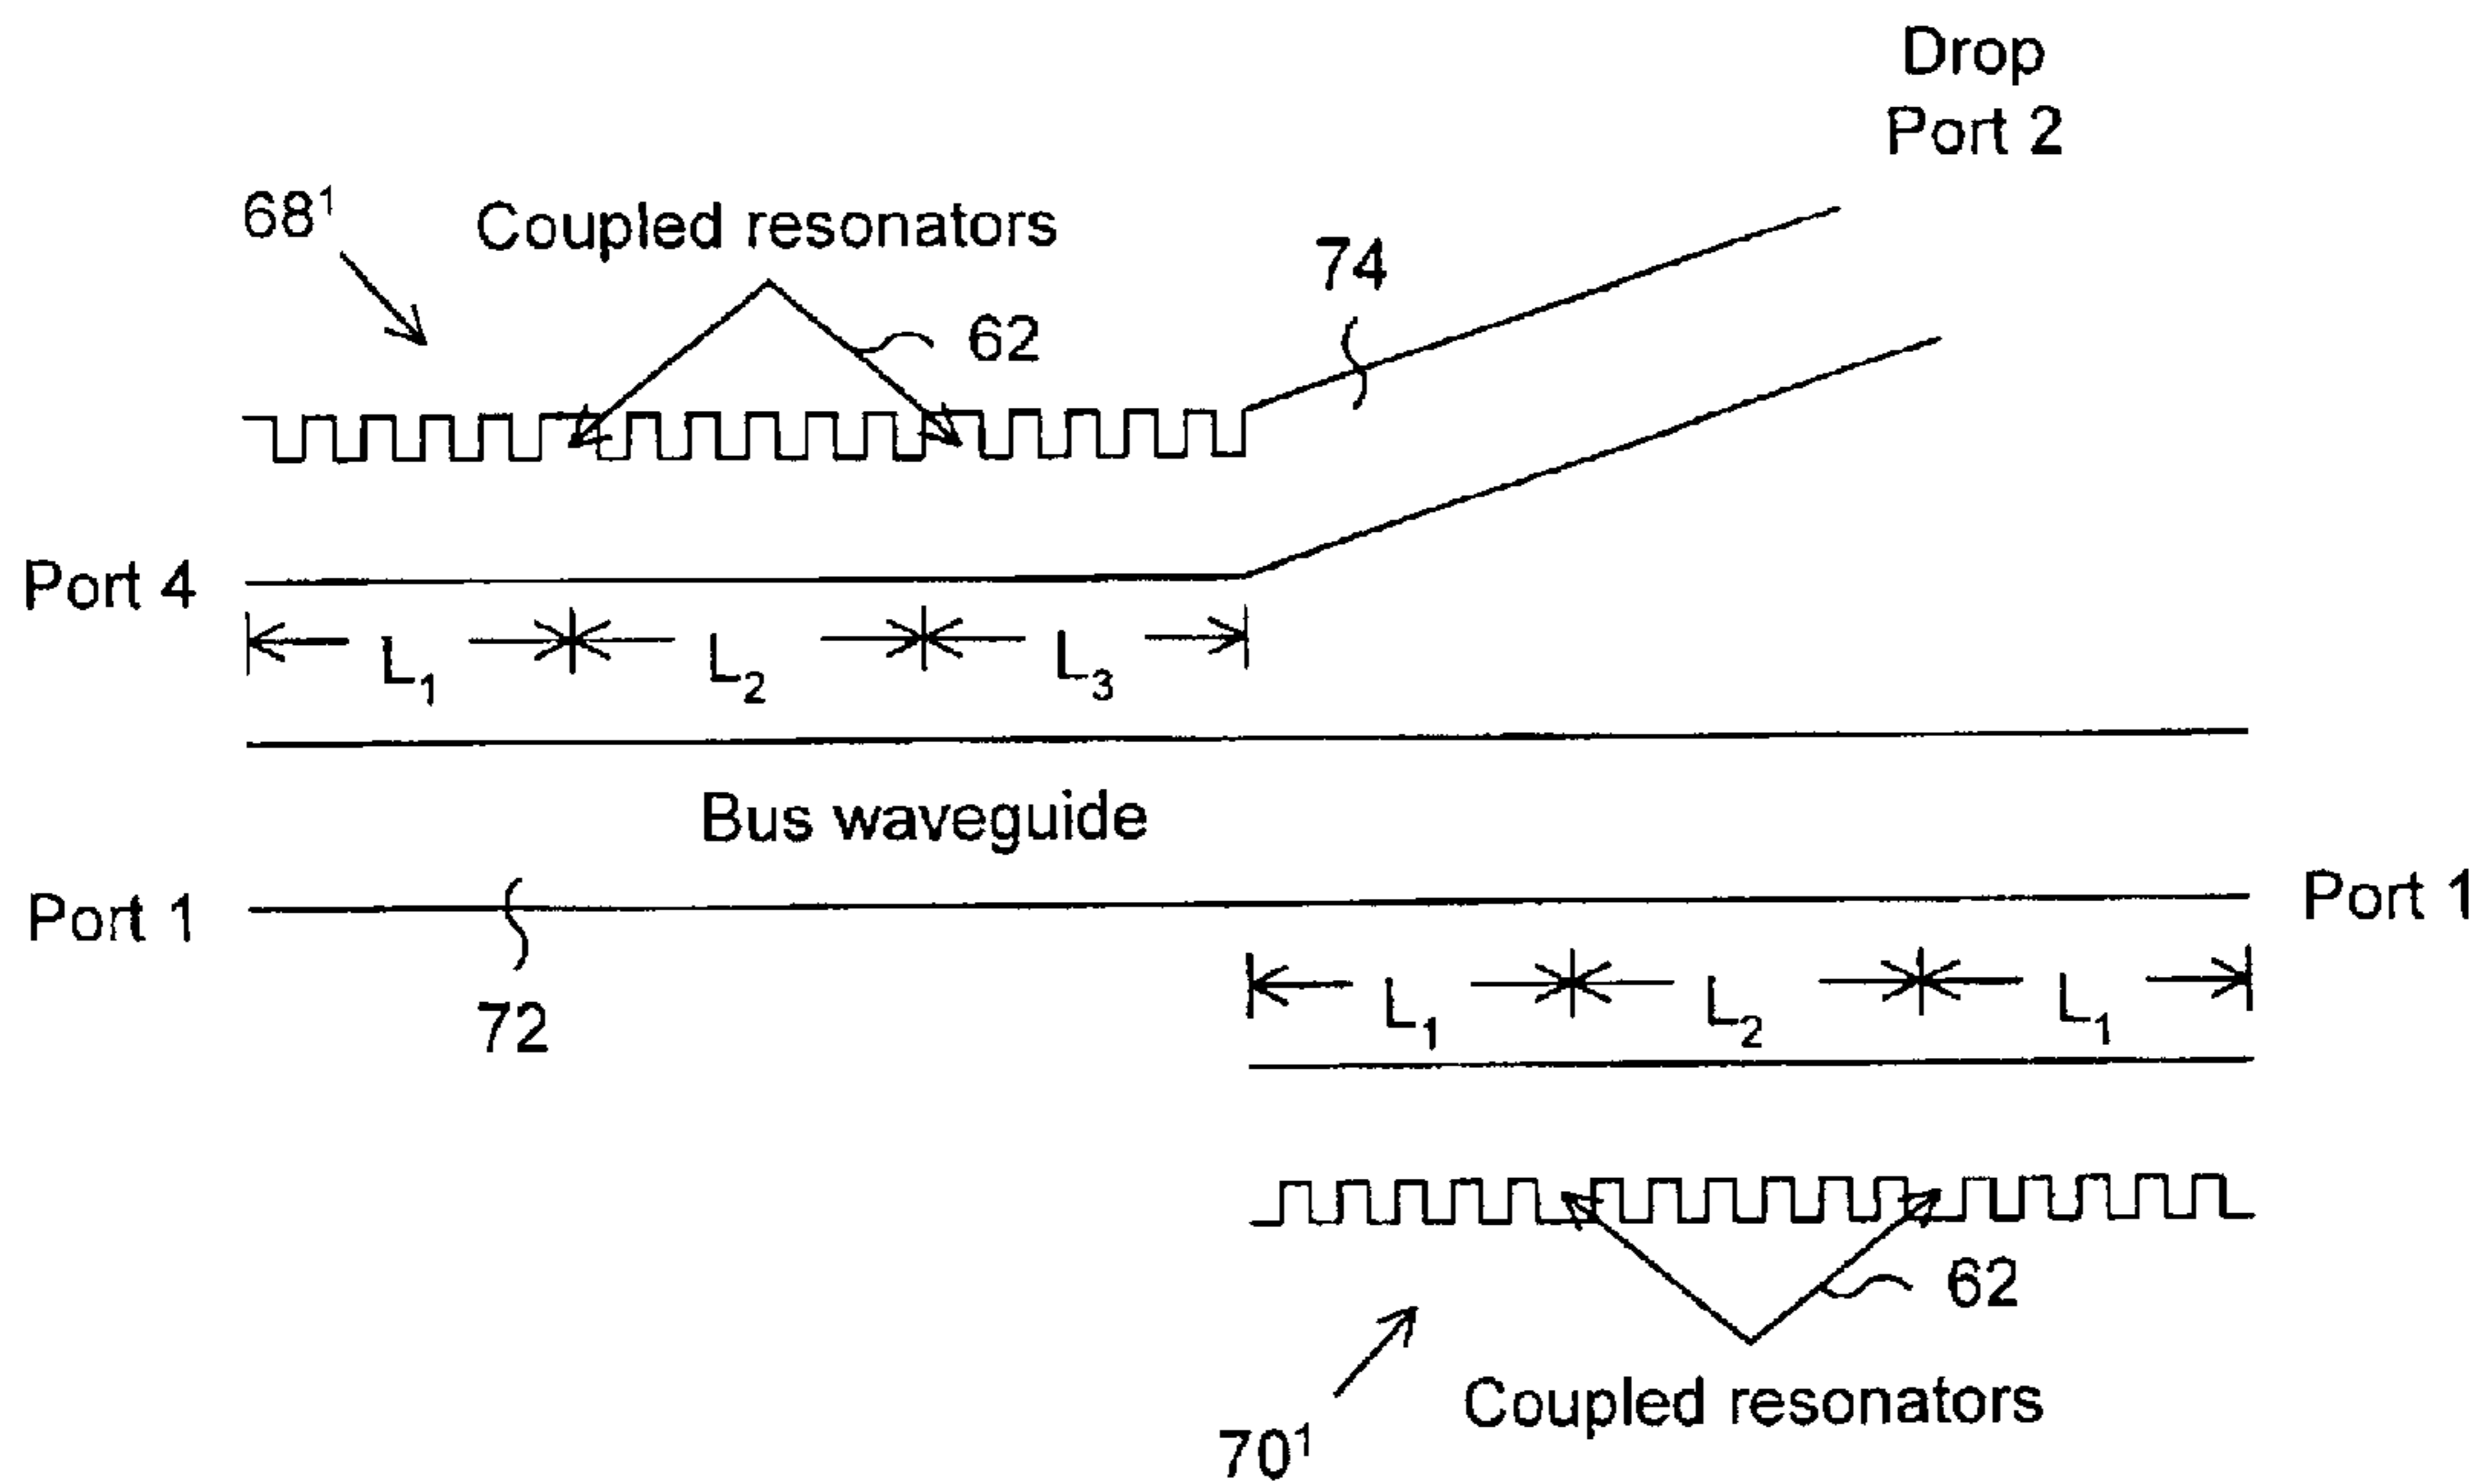 Drop
Port 2
68¹
Coupled resonators
74
62
Port 4
L₁ L₂ L₃
Bus waveguide
Port 1
Port 1
72
L₁ L₂ L₁
62
70¹
Coupled resonators